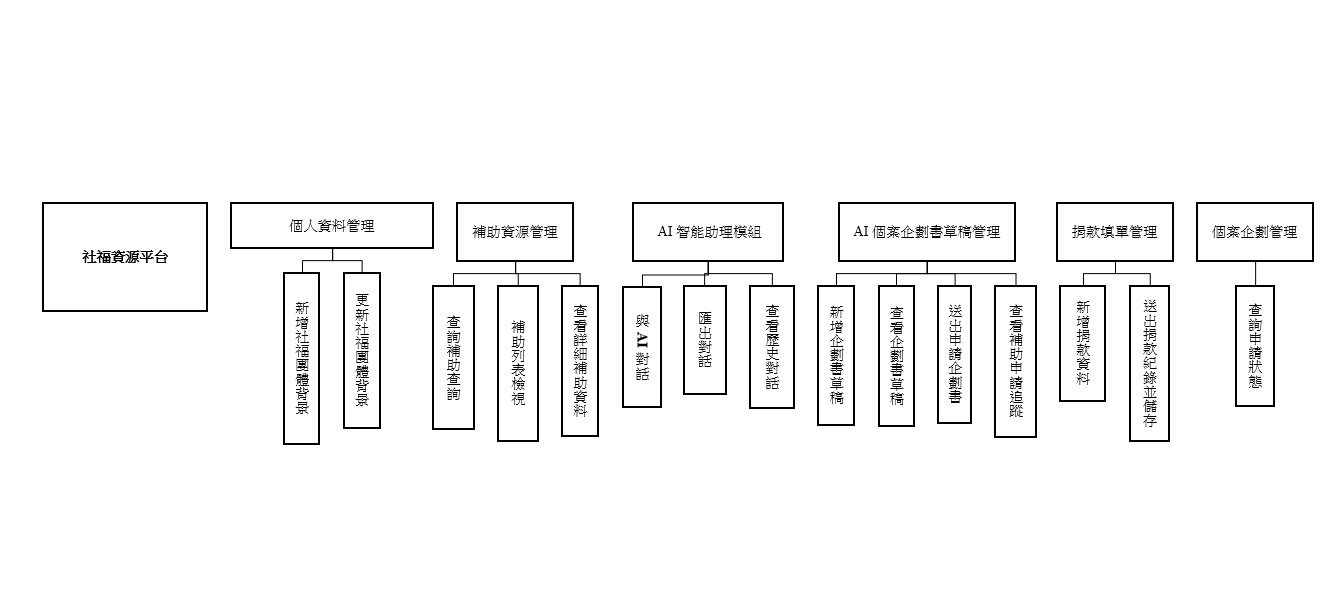 社福資源平台
個人資料管理
補助資源管理
AI 智能助理模組
AI 個案企劃書草稿管理
捐款填單管理
個案企劃管理
新增社福團體背景
更新社福團體背景
查詢補助查詢
補助列表檢視
查看詳細補助資料
與 AI 對話
匯出對話
查看歷史對話
新增企劃書草稿
查看企劃書草稿
送出申請企劃書
查看補助申請追蹤
新增捐款資料
送出捐款紀錄並儲存
查詢申請狀態